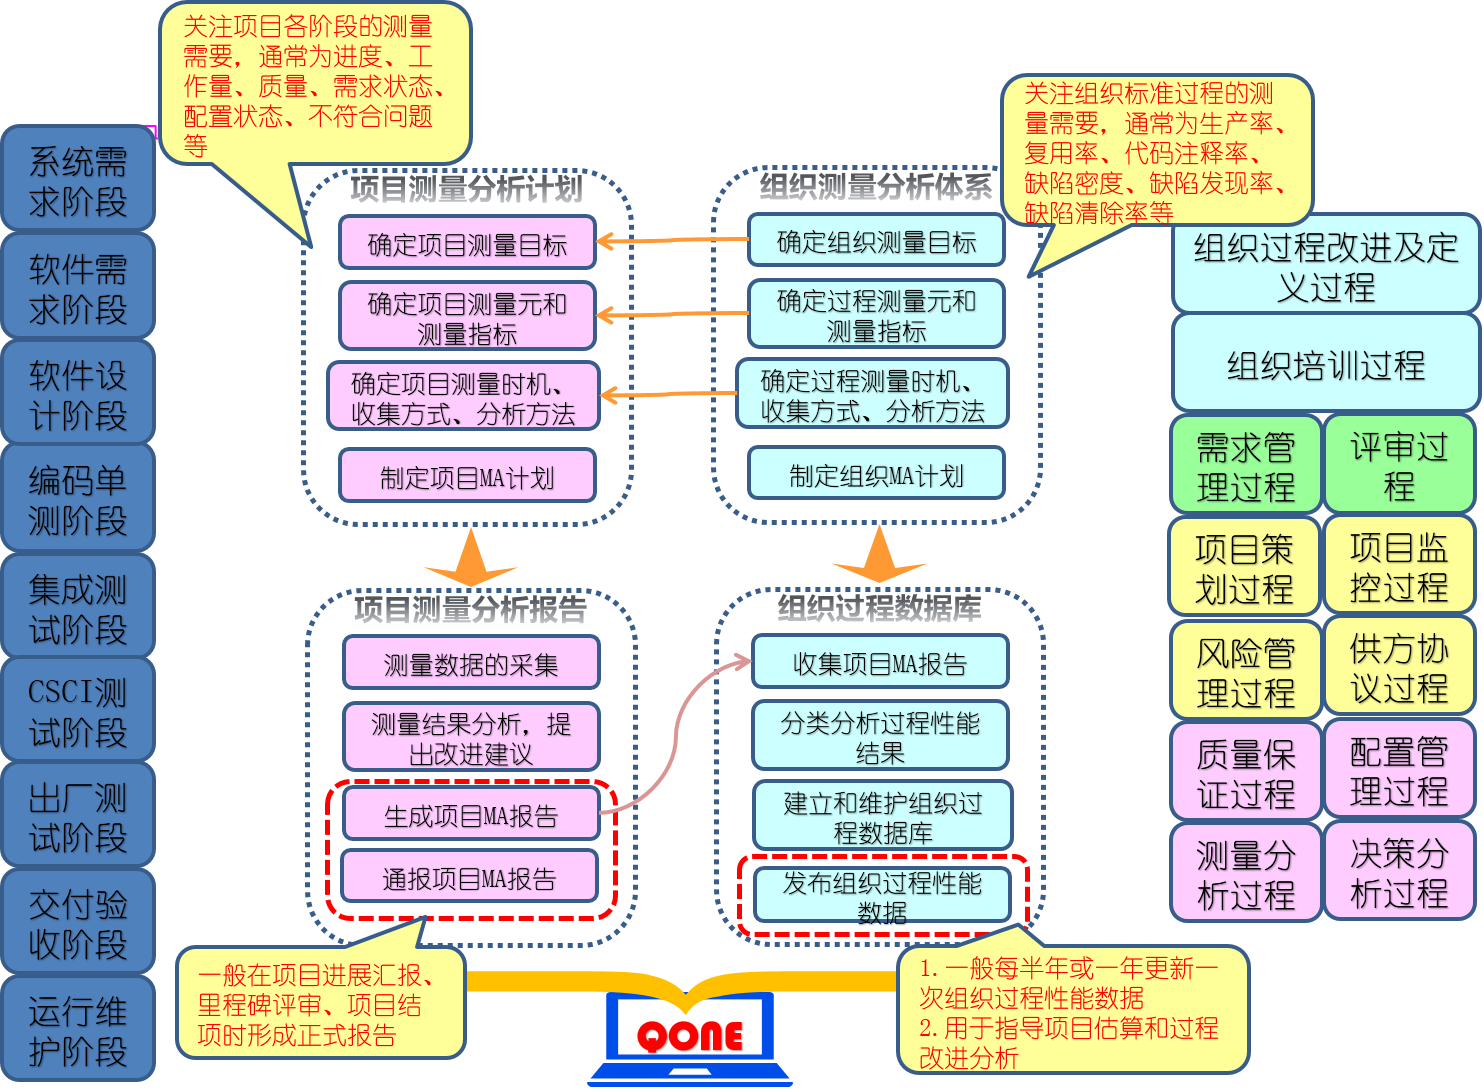 关注项目各阶段的测量
需要，通常为进度、工
作量、质量、需求状态、
配置状态、不符合问题
等
关注组织标准过程的测
量需要，通常为生产率、
复用率、代码注释率、
缺陷密度、缺陷发现率、
缺陷清除率等
系统需
求阶段
软件需
求阶段
软件设
计阶段
编码单
测阶段
集成测
试阶段
CSCI测
试阶段
出厂测
试阶段
交付验
收阶段
运行维
护阶段
项目测量分析计划
确定项目测量目标
确定项目测量元和
测量指标
确定项目测量时机、
收集方式、分析方法
制定项目MA计划
组织测量分析体系
确定组织测量目标
确定过程测量元和
测量指标
确定过程测量时机、
收集方式、分析方法
制定组织MA计划
项目测量分析报告
测量数据的采集
测量结果分析，提
出改进建议
生成项目MA报告
通报项目MA报告
组织过程数据库
收集项目MA报告
分类分析过程性能
结果
建立和维护组织过
程数据库
发布组织过程性能
数据
组织过程改进及定
义过程
组织培训过程
需求管
理过程
评审过
程
项目策
划过程
项目监
控过程
风险管
理过程
供方协
议过程
质量保
证过程
配置管
理过程
测量分
析过程
决策分
析过程
一般在项目进展汇报、
里程碑评审、项目结
项时形成正式报告
QONE
1.一般每半年或一年更新一
次组织过程性能数据
2.用于指导项目估算和过程
改进分析